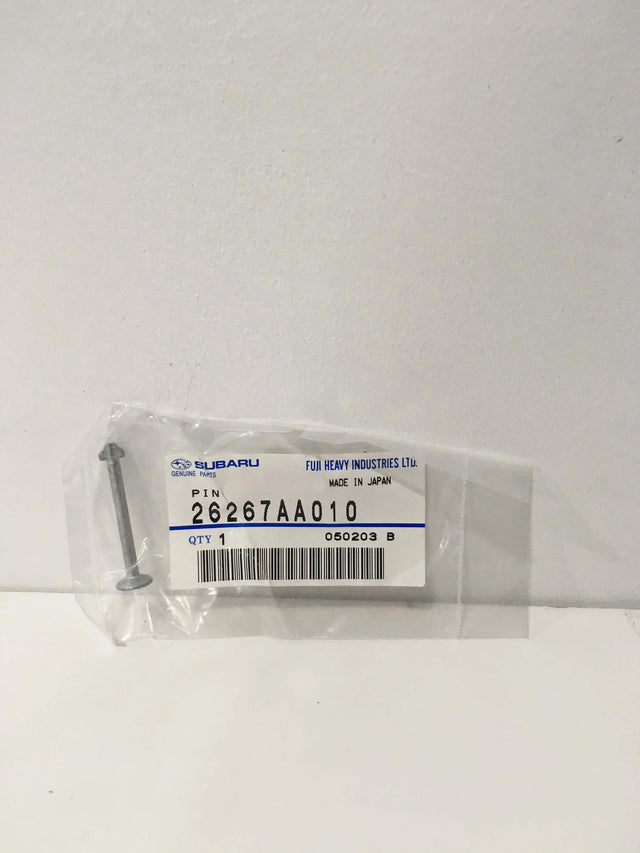 SUBARU FUJI HEAVY INDUSTRIES LTD.
GENUINE PARTS MADE IN JAPAN
PIN
26267AA010
QTY 1 050203 B